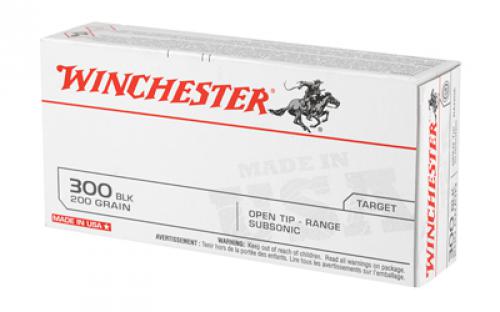 WINCHESTER
MADE IN
USA
300 BLK
200 GRAIN
MADE IN USA
TARGET
OPEN TIP - RANGE
SUBSONIC
AVERTISSEMENT : Tenir hors de la portée des enfants. WARNING: Keep out of reach of children.
Lire tous les avertissements sur l'emballage. Read all warnings on package.
300 BLK